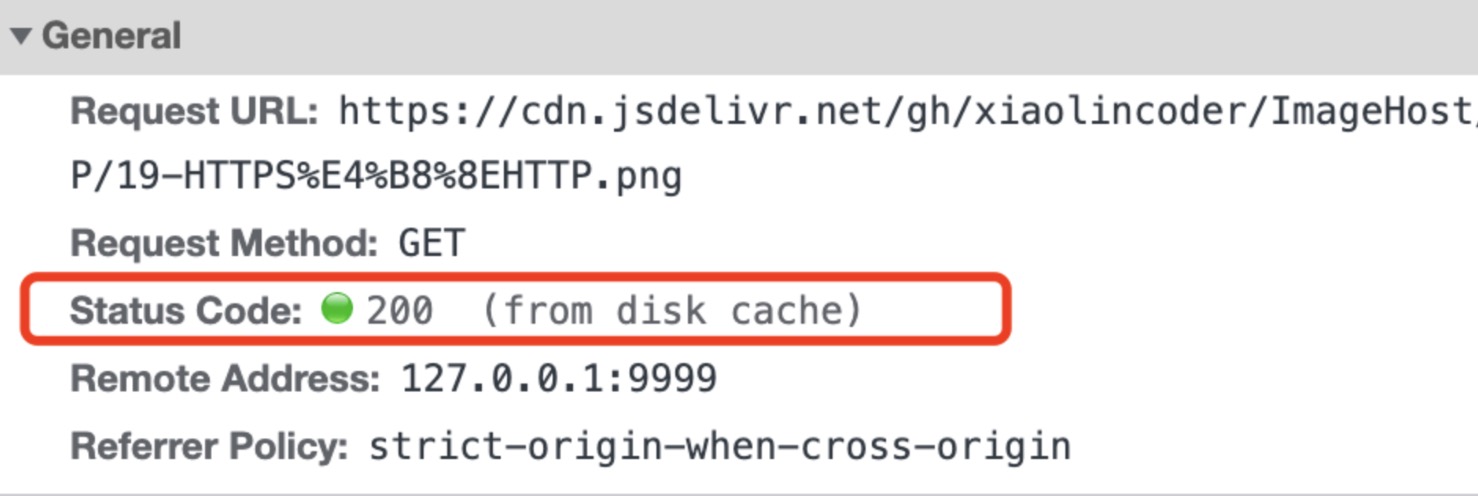 General
Request URL: https://cdn.jsdelivr.net/gh/xiaolincoder/ImageHost/
P/19-HTTPS%E4%B8%8EHTTP.png
Request Method: GET
Status Code: 200 (from disk cache)
Remote Address: 127.0.0.1:9999
Referrer Policy: strict-origin-when-cross-origin